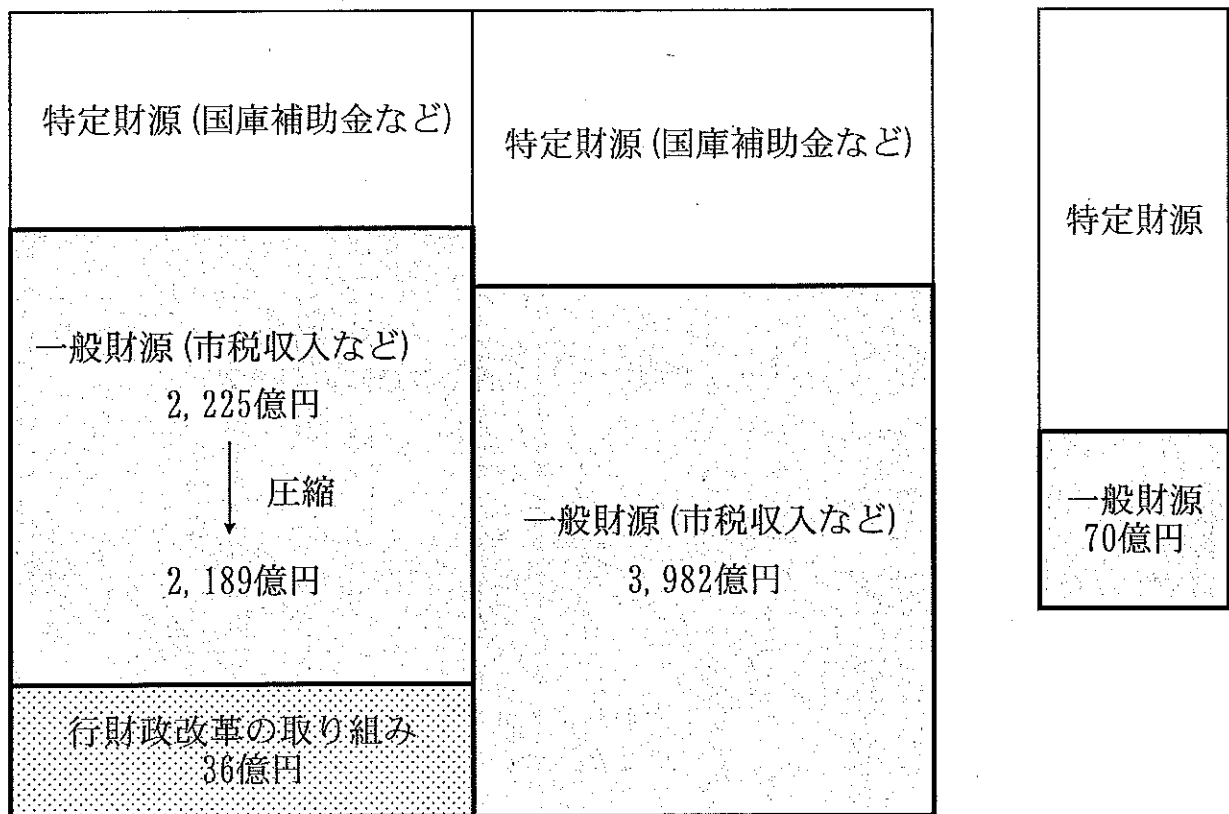 特定財源(国庫補助金など)
一般財源(市税収入など)
2,225億円
圧縮
2,189億円
行財政改革の取り組み
36億円
特定財源(国庫補助金など)
一般財源(市税収入など)
3,982億円
特定財源
一般財源
70億円